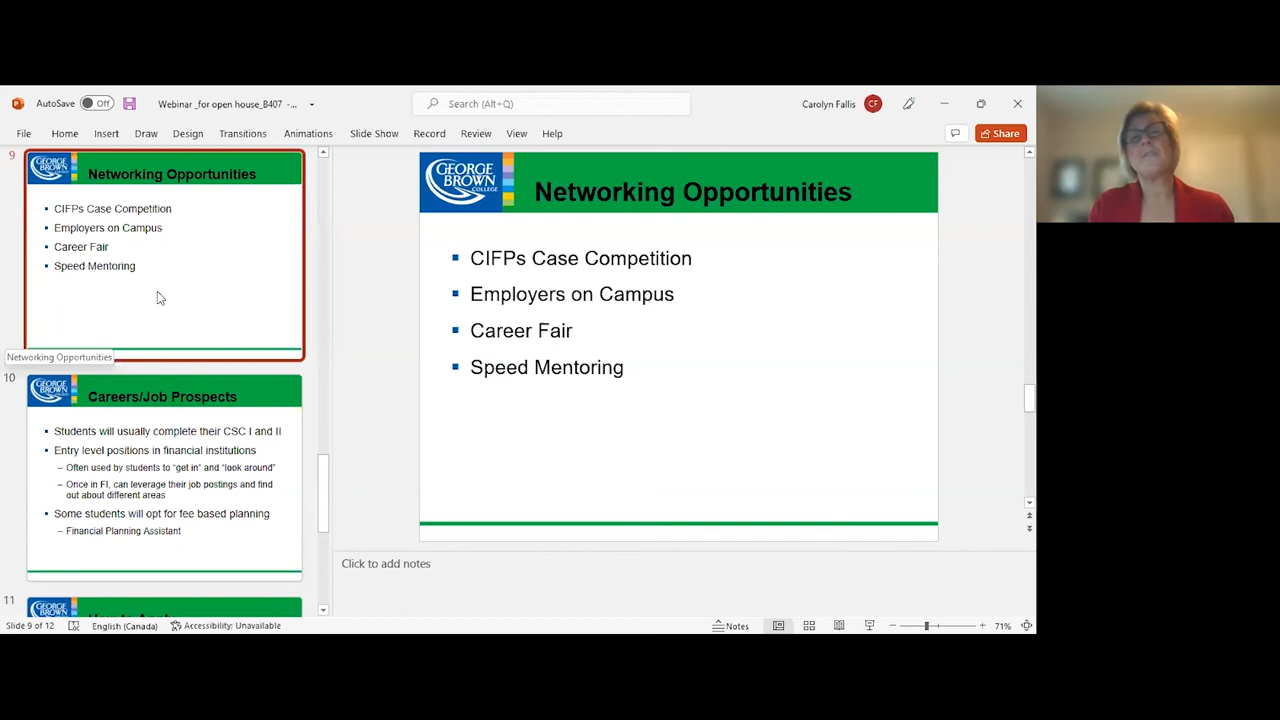 AutoSave Off Webinar _for open house_B407 -... Search (Alt+Q) Carolyn Fallis CF
File Home Insert Draw Design Transitions Animations Slide Show Record Review View Help Share
9
GEORGE
BROWN
COLLEGE
Networking Opportunities
CIFPs Case Competition
Employers on Campus
Career Fair
Speed Mentoring
Networking Opportunities
10
GEORGE
BROWN
Careers/Job Prospects
Students will usually complete their CSC I and II
Entry level positions in financial institutions
– Often used by students to “get in” and “look around”
– Once in FI, can leverage their job postings and find
out about different areas
Some students will opt for fee based planning
– Financial Planning Assistant
11
GEORGE
GEORGE
BROWN
COLLEGE
Networking Opportunities
CIFPs Case Competition
Employers on Campus
Career Fair
Speed Mentoring
Click to add notes
Slide 9 of 12 English (Canada) Accessibility: Unavailable Notes 71%